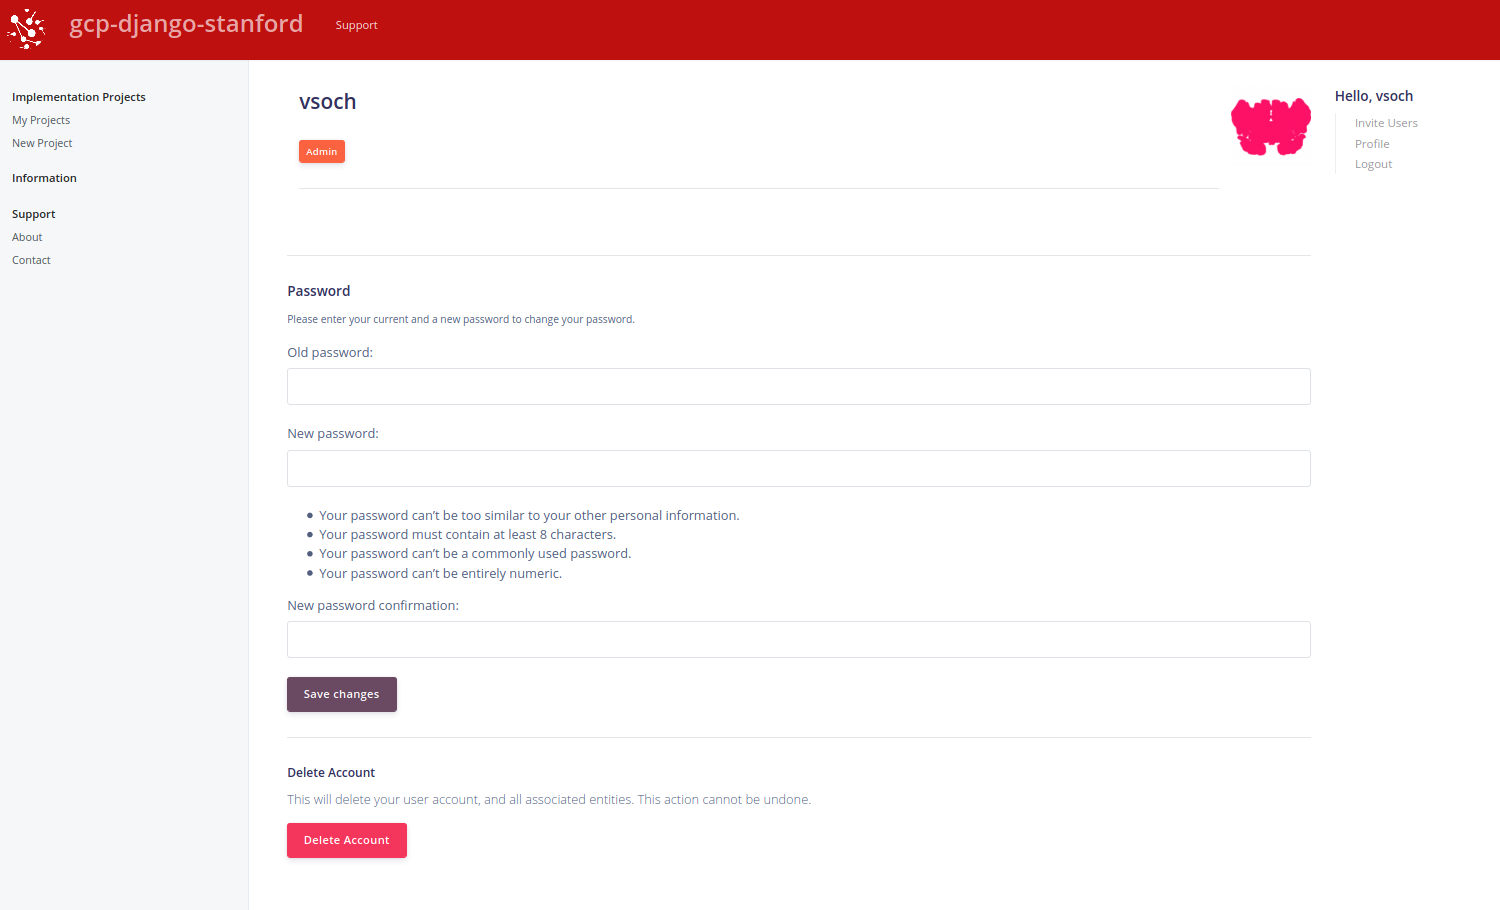 gcp-django-stanford
Support
Implementation Projects
My Projects
New Project
Information
Support
About
Contact
vsoch
Admin
Hello, vsoch
Invite Users
Profile
Logout
Password
Please enter your current and a new password to change your password.
Old password:
New password:
Your password can’t be too similar to your other personal information.
Your password must contain at least 8 characters.
Your password can’t be a commonly used password.
Your password can’t be entirely numeric.
New password confirmation:
Save changes
Delete Account
This will delete your user account, and all associated entities. This action cannot be undone.
Delete Account